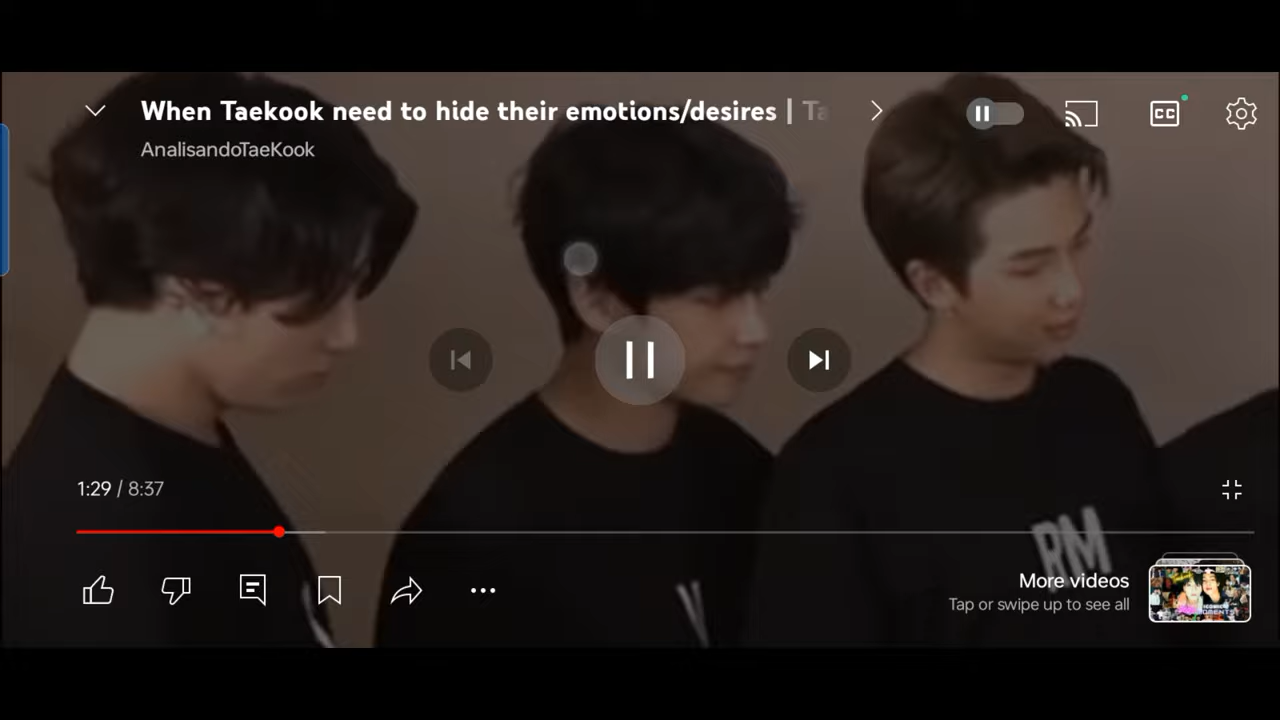 When Taekook need to hide their emotions/desires | Ta
AnalisandoTaeKook
CC
1:29 / 8:37
RM
V
More videos
Tap or swipe up to see all